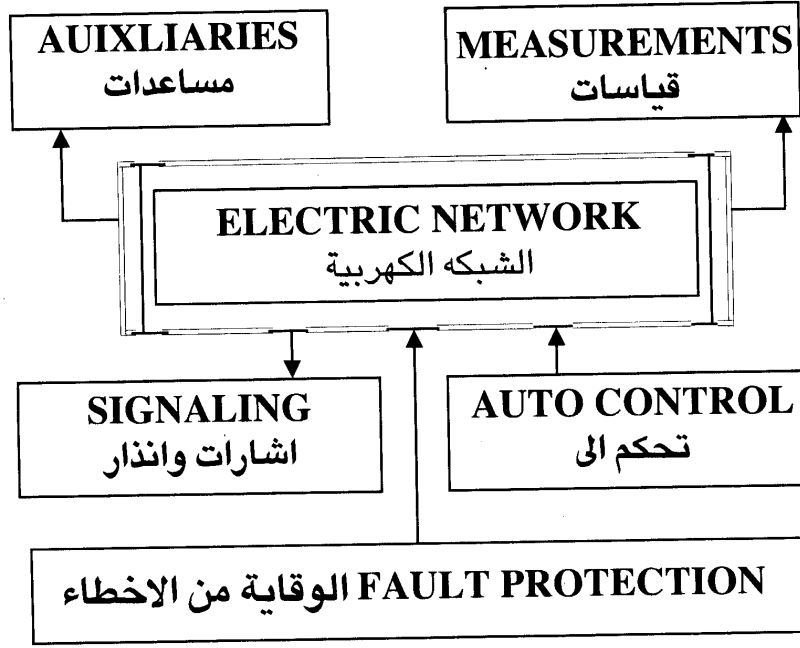 AUIXLIARIES
مساعدات
MEASUREMENTS
قياسات
ELECTRIC NETWORK
الشبكه الكهربية
SIGNALING
اشارات وانذار
AUTO CONTROL
تحكم الى
الوقاية من الاخطاء FAULT PROTECTION